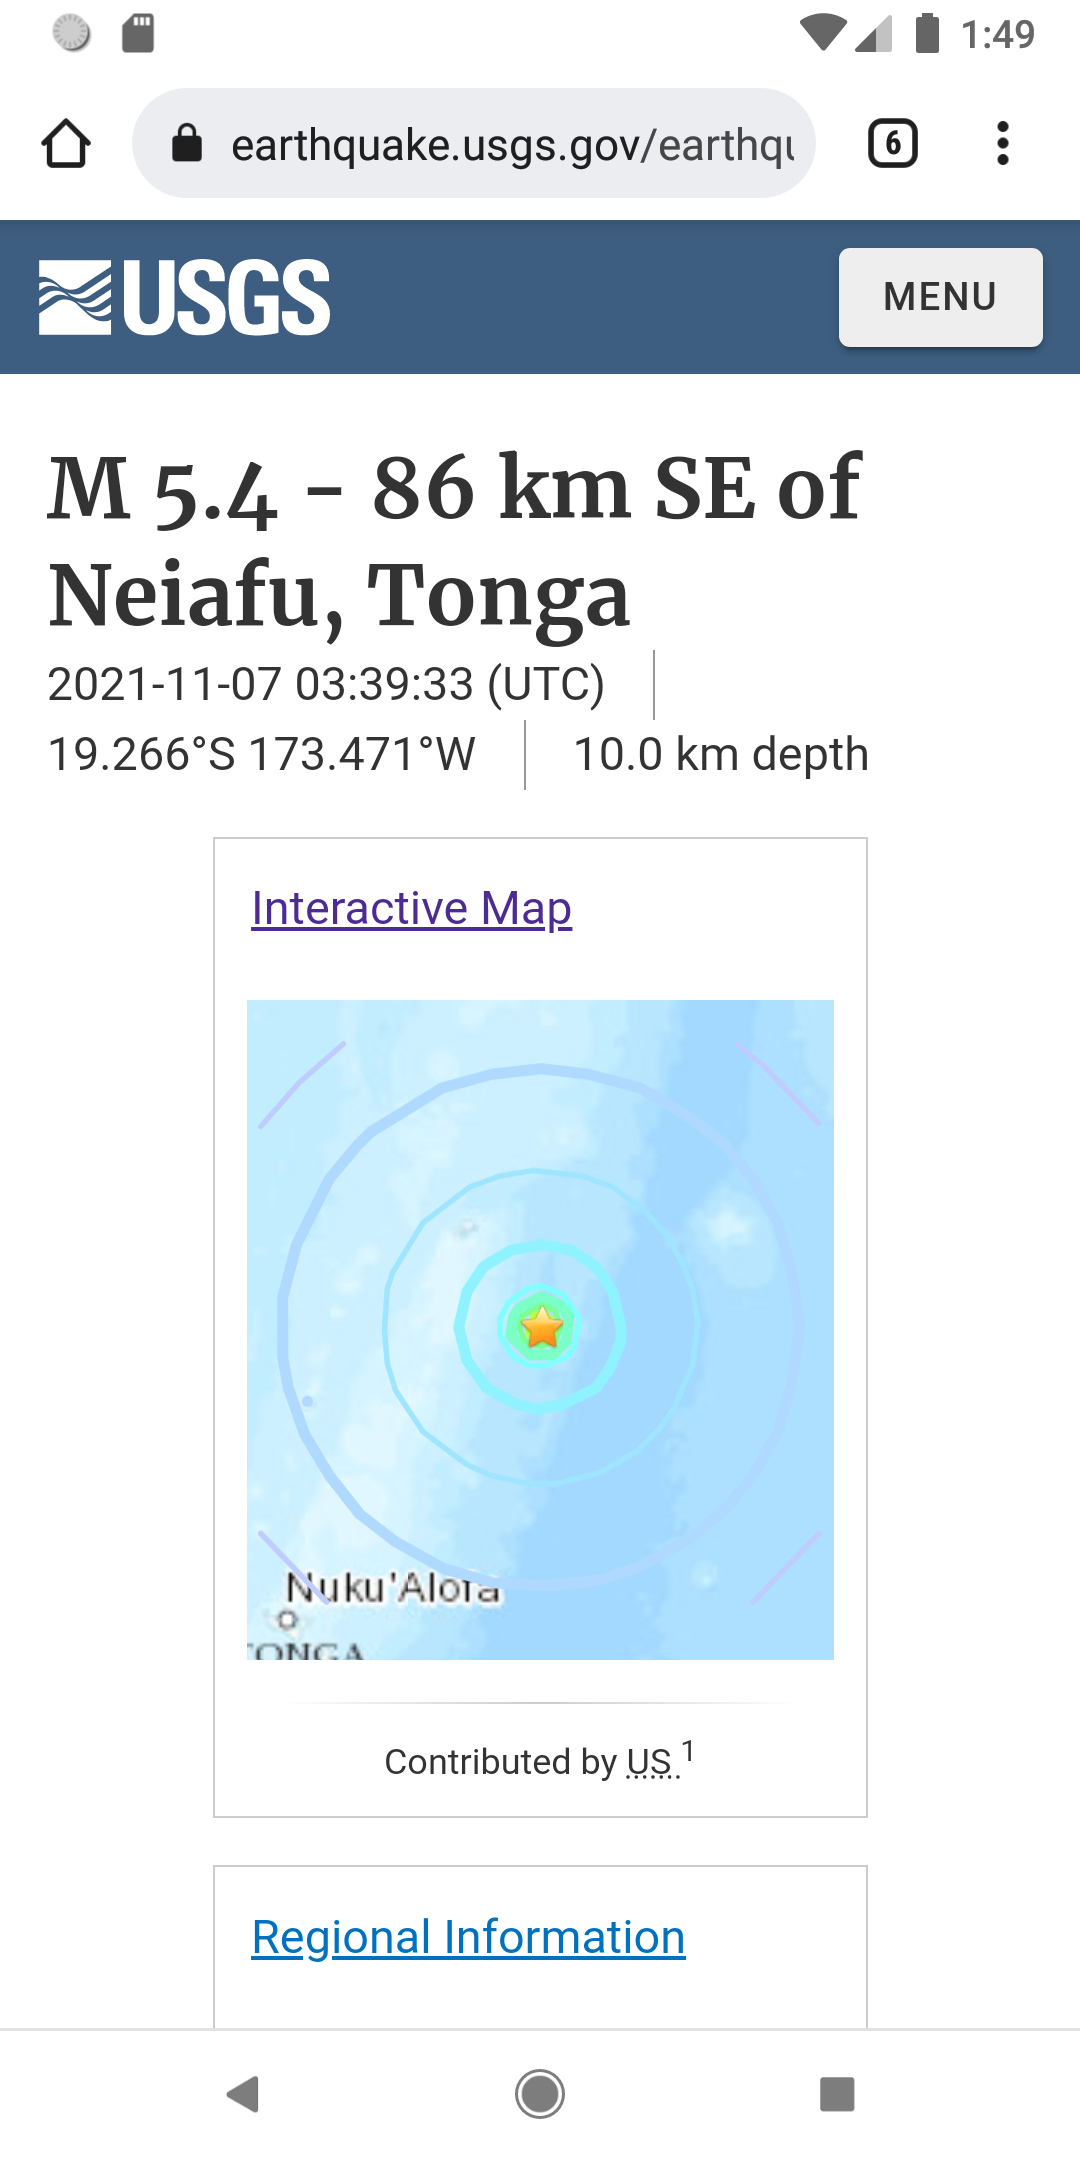 1:49
earthquake.usgs.gov/earthqu
6
USGS
MENU
M 5.4 - 86 km SE of
Neiafu, Tonga
2021-11-07 03:39:33 (UTC)
19.266°S 173.471°W
10.0 km depth
Interactive Map
Nuku'Alofa
TONGA
Contributed by US 1
Regional Information